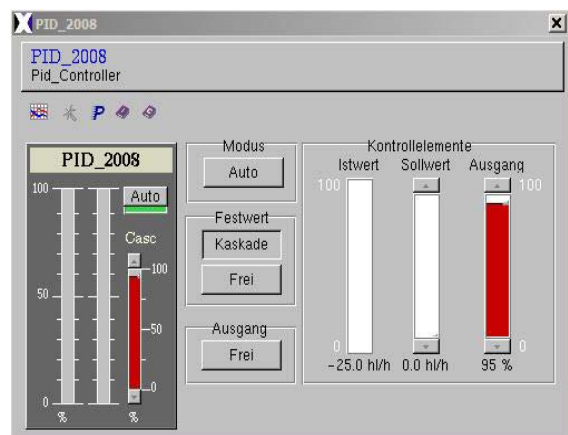 PID_2008
PID_2008
Pid_Controller
P
PID_2008
100
Auto
Casc
100
50
50
0
0
% %
Modus
Auto
Festwert
Kaskade
Frei
Ausgang
Frei
Kontrollelemente
Istwert Sollwert Ausgang
100 100
0 0
-25.0 hl/h 0.0 hl/h 95 %